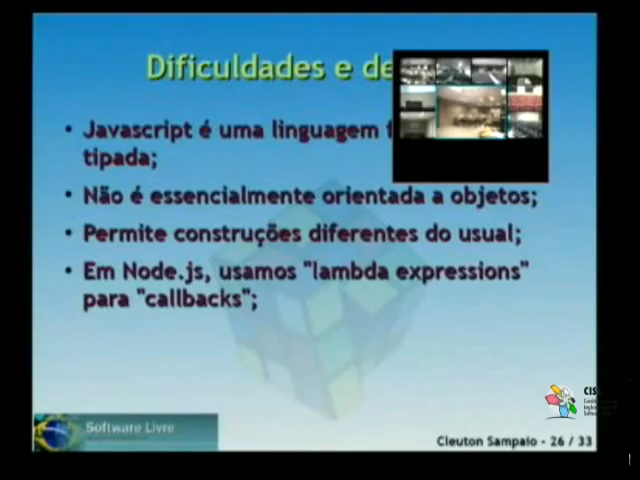 Dificuldades e de
• Javascript é uma linguagem f
tipada;
• Não é essencialmente orientada a objetos;
• Permite construções diferentes do usual;
• Em Node.js, usamos "lambda expressions"
para "callbacks";
CIS
Software Livre
Cleuton Sampaio - 26 / 33